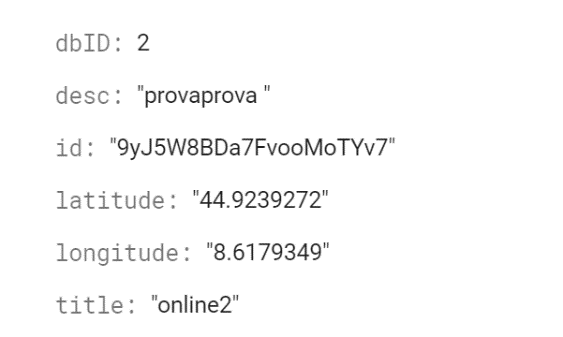 dbID: 2
desc: "provaprova "
id: "9yJ5W8BDa7FvooMoTYv7"
latitude: "44.9239272"
longitude: "8.6179349"
title: "online2"